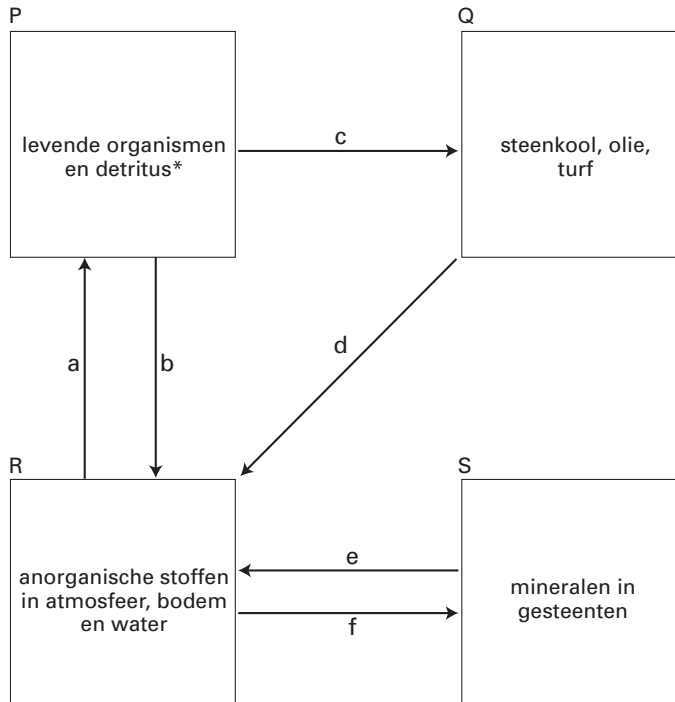 P
Q
levende organismen
en detritus*
c
steenkool, olie,
turf
a
b
d
R
S
anorganische stoffen
in atmosfeer, bodem
en water
e
f
mineralen in
gesteenten